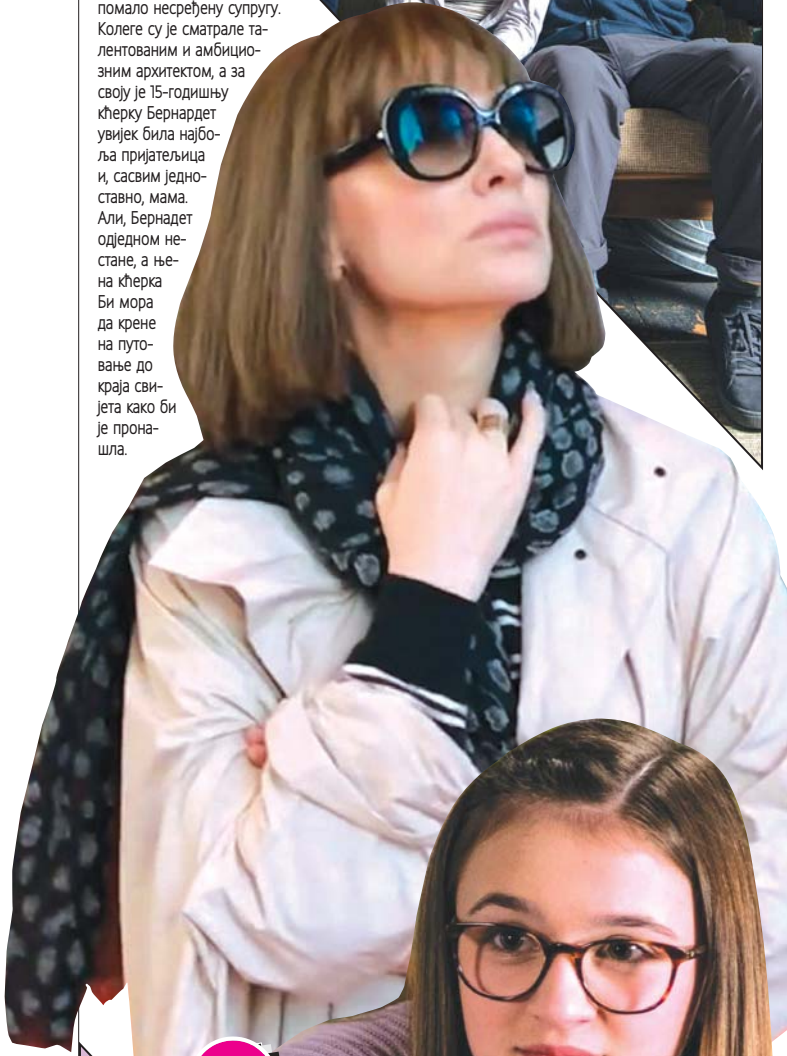 помало несређену супругу.
Колеге су је сматрале та-
лентованим и амбицио-
зним архитектом, а за
своју је 15-годишњу
кћерку Бернардет
увијек била најбо-
ља пријатељица
и, сасвим једно-
ставно, мама.
Али, Бернадет
одједном не-
стане, а ње-
на кћерка
Би мора
да крене
на путо-
вање до
краја сви-
јета како би
је прона-
шла.